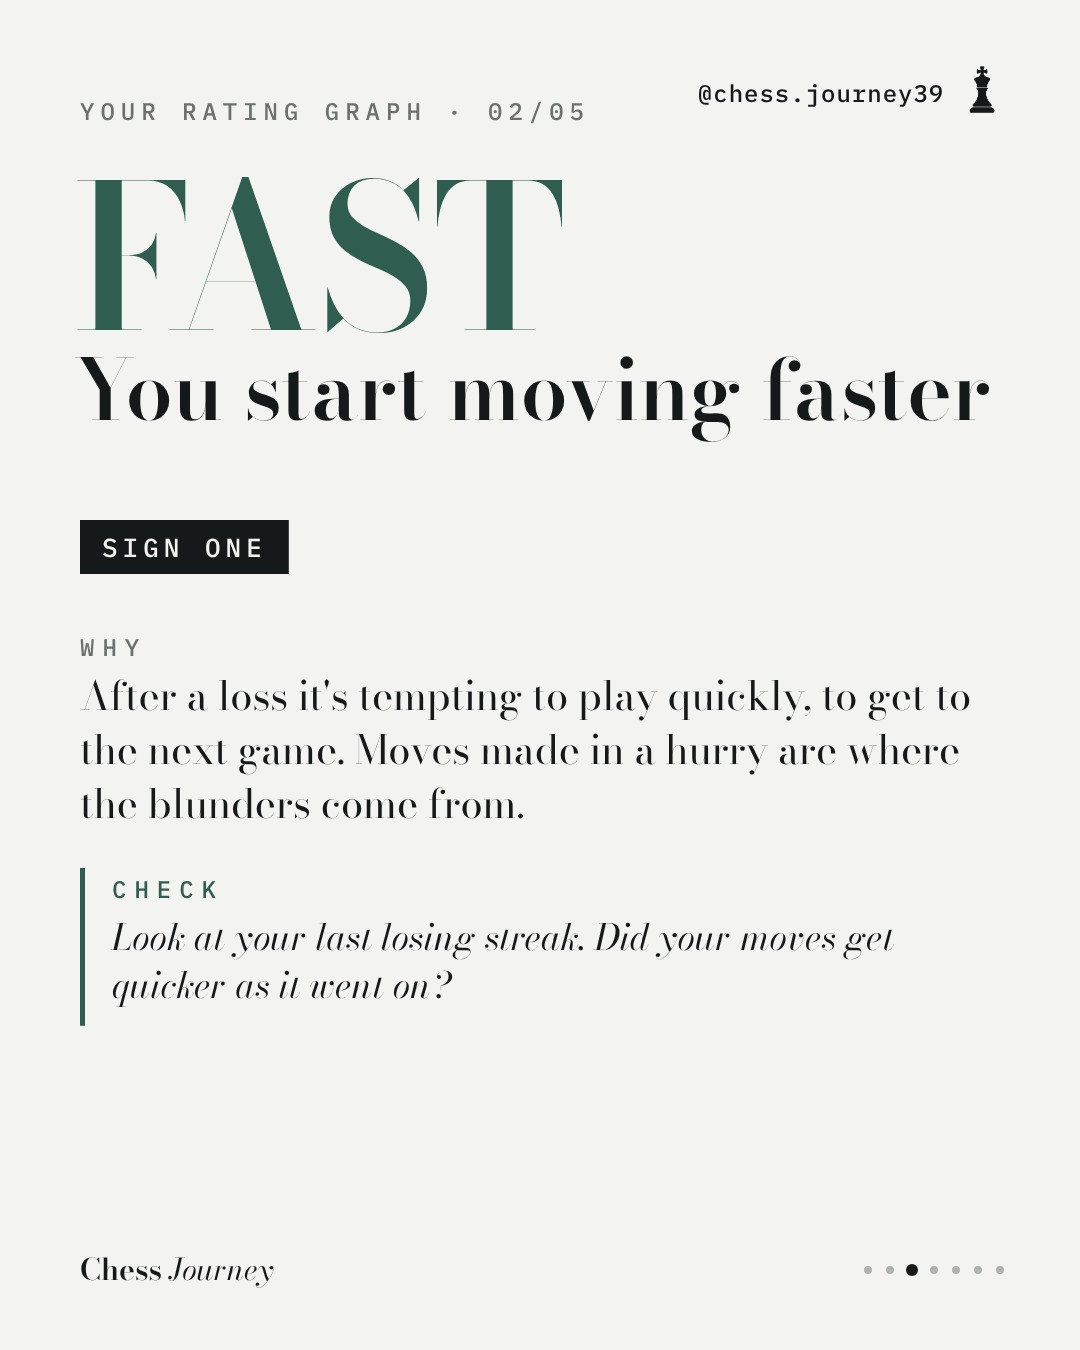 YOUR RATING GRAPH · 02/05
@chess.journey39
FAST
You start moving faster
SIGN ONE
WHY
After a loss it's tempting to play quickly, to get to
the next game. Moves made in a hurry are where
the blunders come from.
CHECK
Look at your last losing streak. Did your moves get
quicker as it went on?
Chess Journey